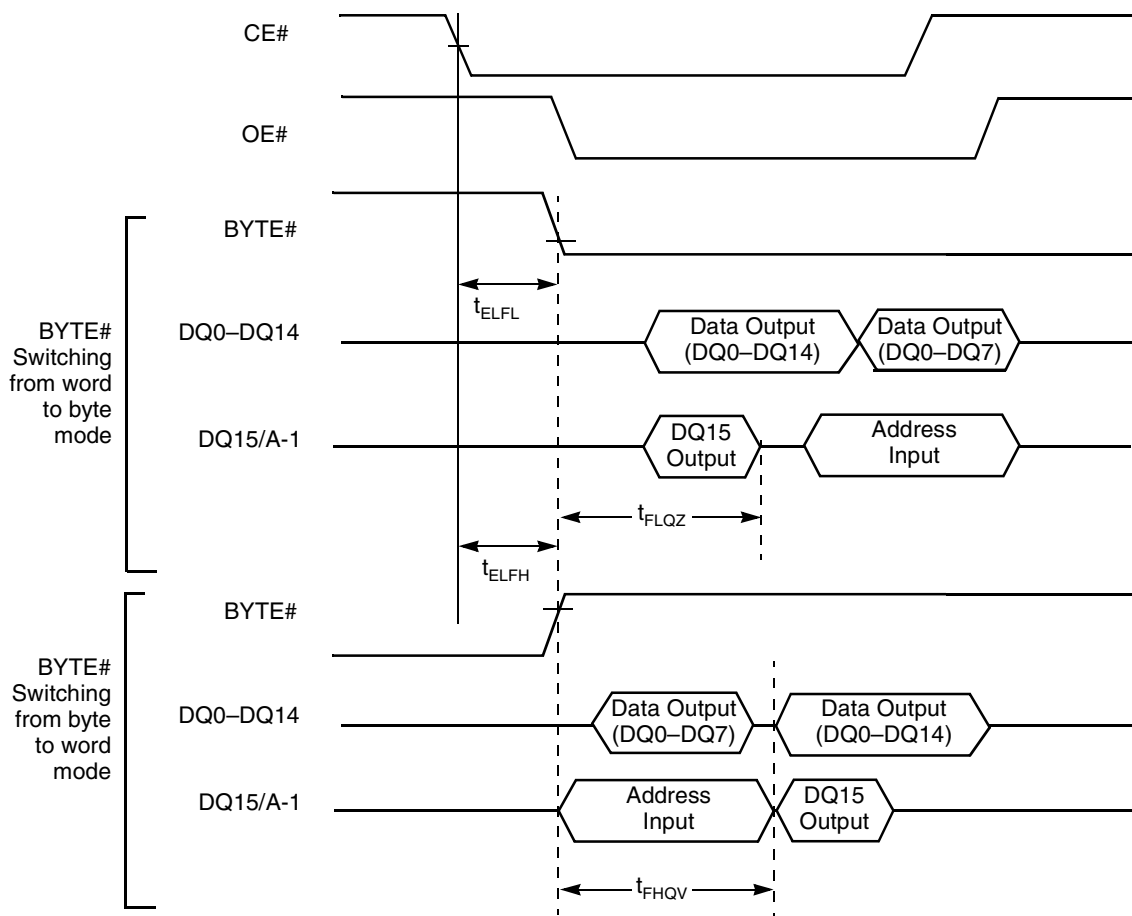 CE#
OE#
BYTE#
Switching
from word
to byte
mode
BYTE#
tELFL
DQ0–DQ14
Data Output
(DQ0–DQ14)
Data Output
(DQ0–DQ7)
DQ15/A-1
DQ15
Output
Address
Input
tFLQZ
tELFH
BYTE#
Switching
from byte
to word
mode
BYTE#
DQ0–DQ14
Data Output
(DQ0–DQ7)
Data Output
(DQ0–DQ14)
DQ15/A-1
Address
Input
DQ15
Output
tFHQV